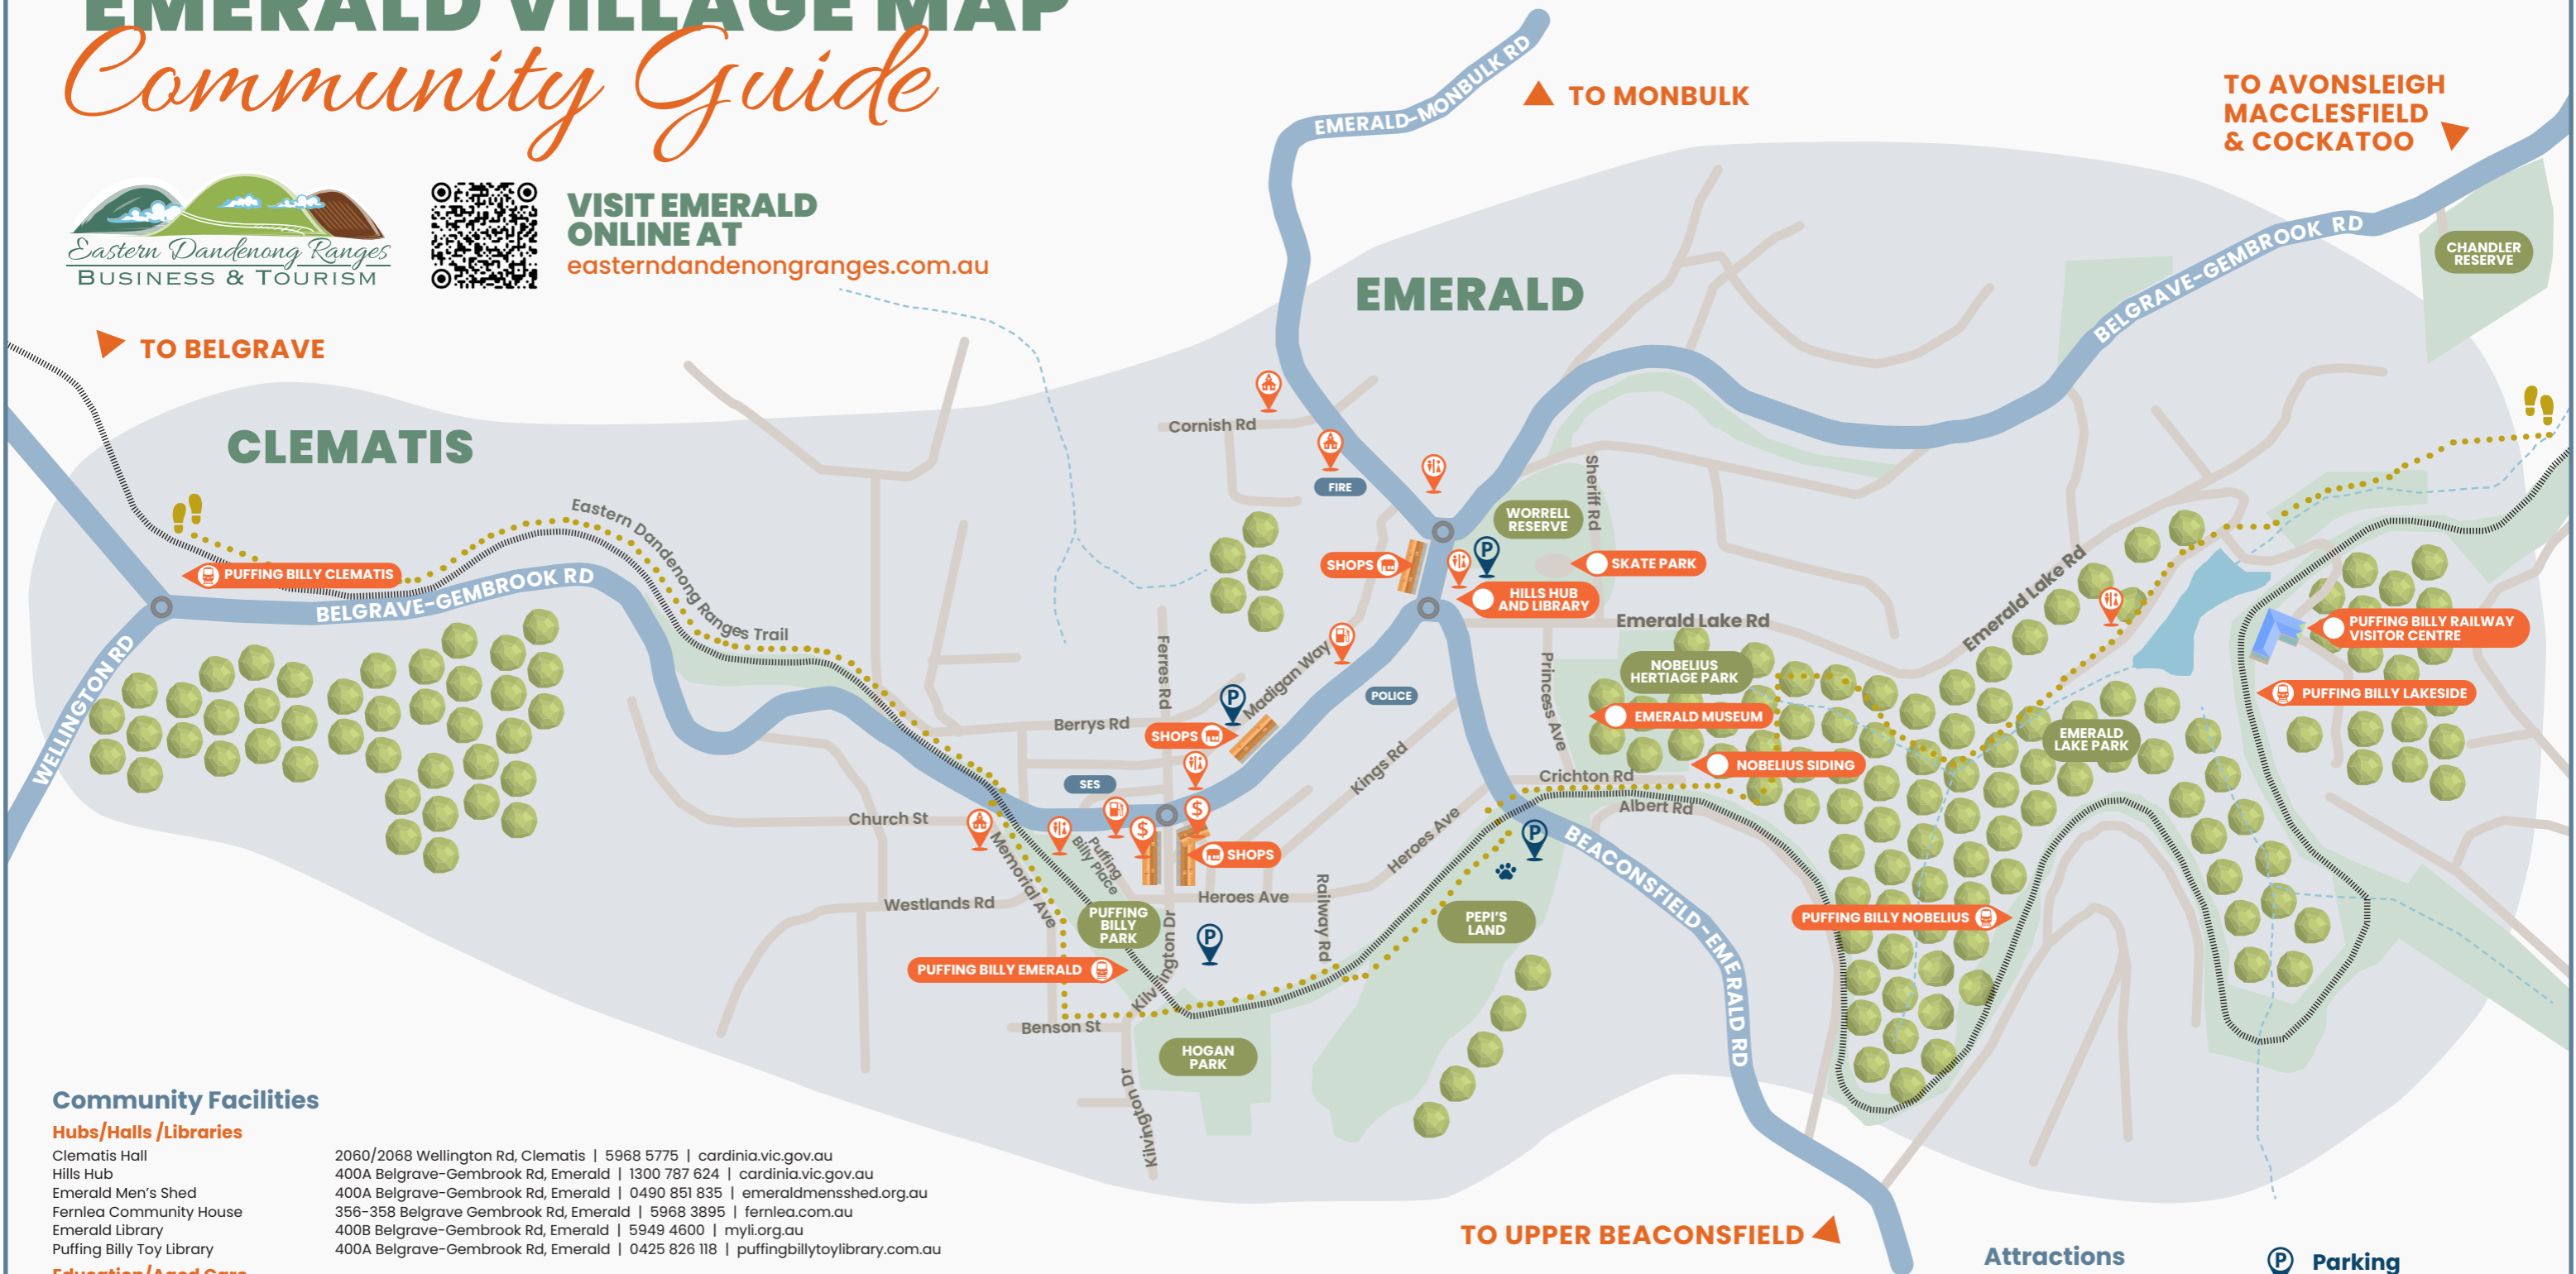 EMERALD VILLAGE MAP
Community Guide
Eastern Dandenong Ranges
BUSINESS & TOURISM
VISIT EMERALD
ONLINE AT
easterndandenongranges.com.au
TO BELGRAVE
TO MONBULK
TO AVONSLEIGH
MACCLESFIELD
& COCKATOO
EMERALD-MONBULK RD
BELGRAVE-GEMBROOK RD
CHANDLER
RESERVE
EMERALD
CLEMATIS
Cornish Rd
FIRE
WORRELL
RESERVE
Sheriff Rd
SHOPS
SKATE PARK
HILLS HUB
AND LIBRARY
Emerald Lake Rd
Emerald Lake Rd
PUFFING BILLY CLEMATIS
BELGRAVE-GEMBROOK RD
Eastern Dandenong Ranges Trail
WELLINGTON RD
Ferres Rd
Madigan Way
POLICE
Princess Ave
NOBELIUS
HERTIAGE PARK
EMERALD MUSEUM
NOBELIUS SIDING
EMERALD
LAKE PARK
PUFFING BILLY RAILWAY
VISITOR CENTRE
PUFFING BILLY LAKESIDE
Berrys Rd
SHOPS
SES
Kings Rd
Crichton Rd
Albert Rd
Church St
Memorial Ave
Puffing
Billy Place
SHOPS
Heroes Ave
Heroes Ave
Railway Rd
Westlands Rd
PUFFING
BILLY
PARK
Kilvington Dr
PEPI'S
LAND
BEACONSFIELD-EMERALD RD
PUFFING BILLY NOBELIUS
PUFFING BILLY EMERALD
Benson St
HOGAN
PARK
Kilvington Dr
TO UPPER BEACONSFIELD
Community Facilities
Hubs/Halls /Libraries
Clematis Hall 2060/2068 Wellington Rd, Clematis | 5968 5775 | cardinia.vic.gov.au
Hills Hub 400A Belgrave-Gembrook Rd, Emerald | 1300 787 624 | cardinia.vic.gov.au
Emerald Men's Shed 400A Belgrave-Gembrook Rd, Emerald | 0490 851 835 | emeraldmensshed.org.au
Fernlea Community House 356-358 Belgrave Gembrook Rd, Emerald | 5968 3895 | fernlea.com.au
Emerald Library 400B Belgrave-Gembrook Rd, Emerald | 5949 4600 | myli.org.au
Puffing Billy Toy Library 400A Belgrave-Gembrook Rd, Emerald | 0425 826 118 | puffingbillytoylibrary.com.au
Education/Aged Care
Attractions
P Parking